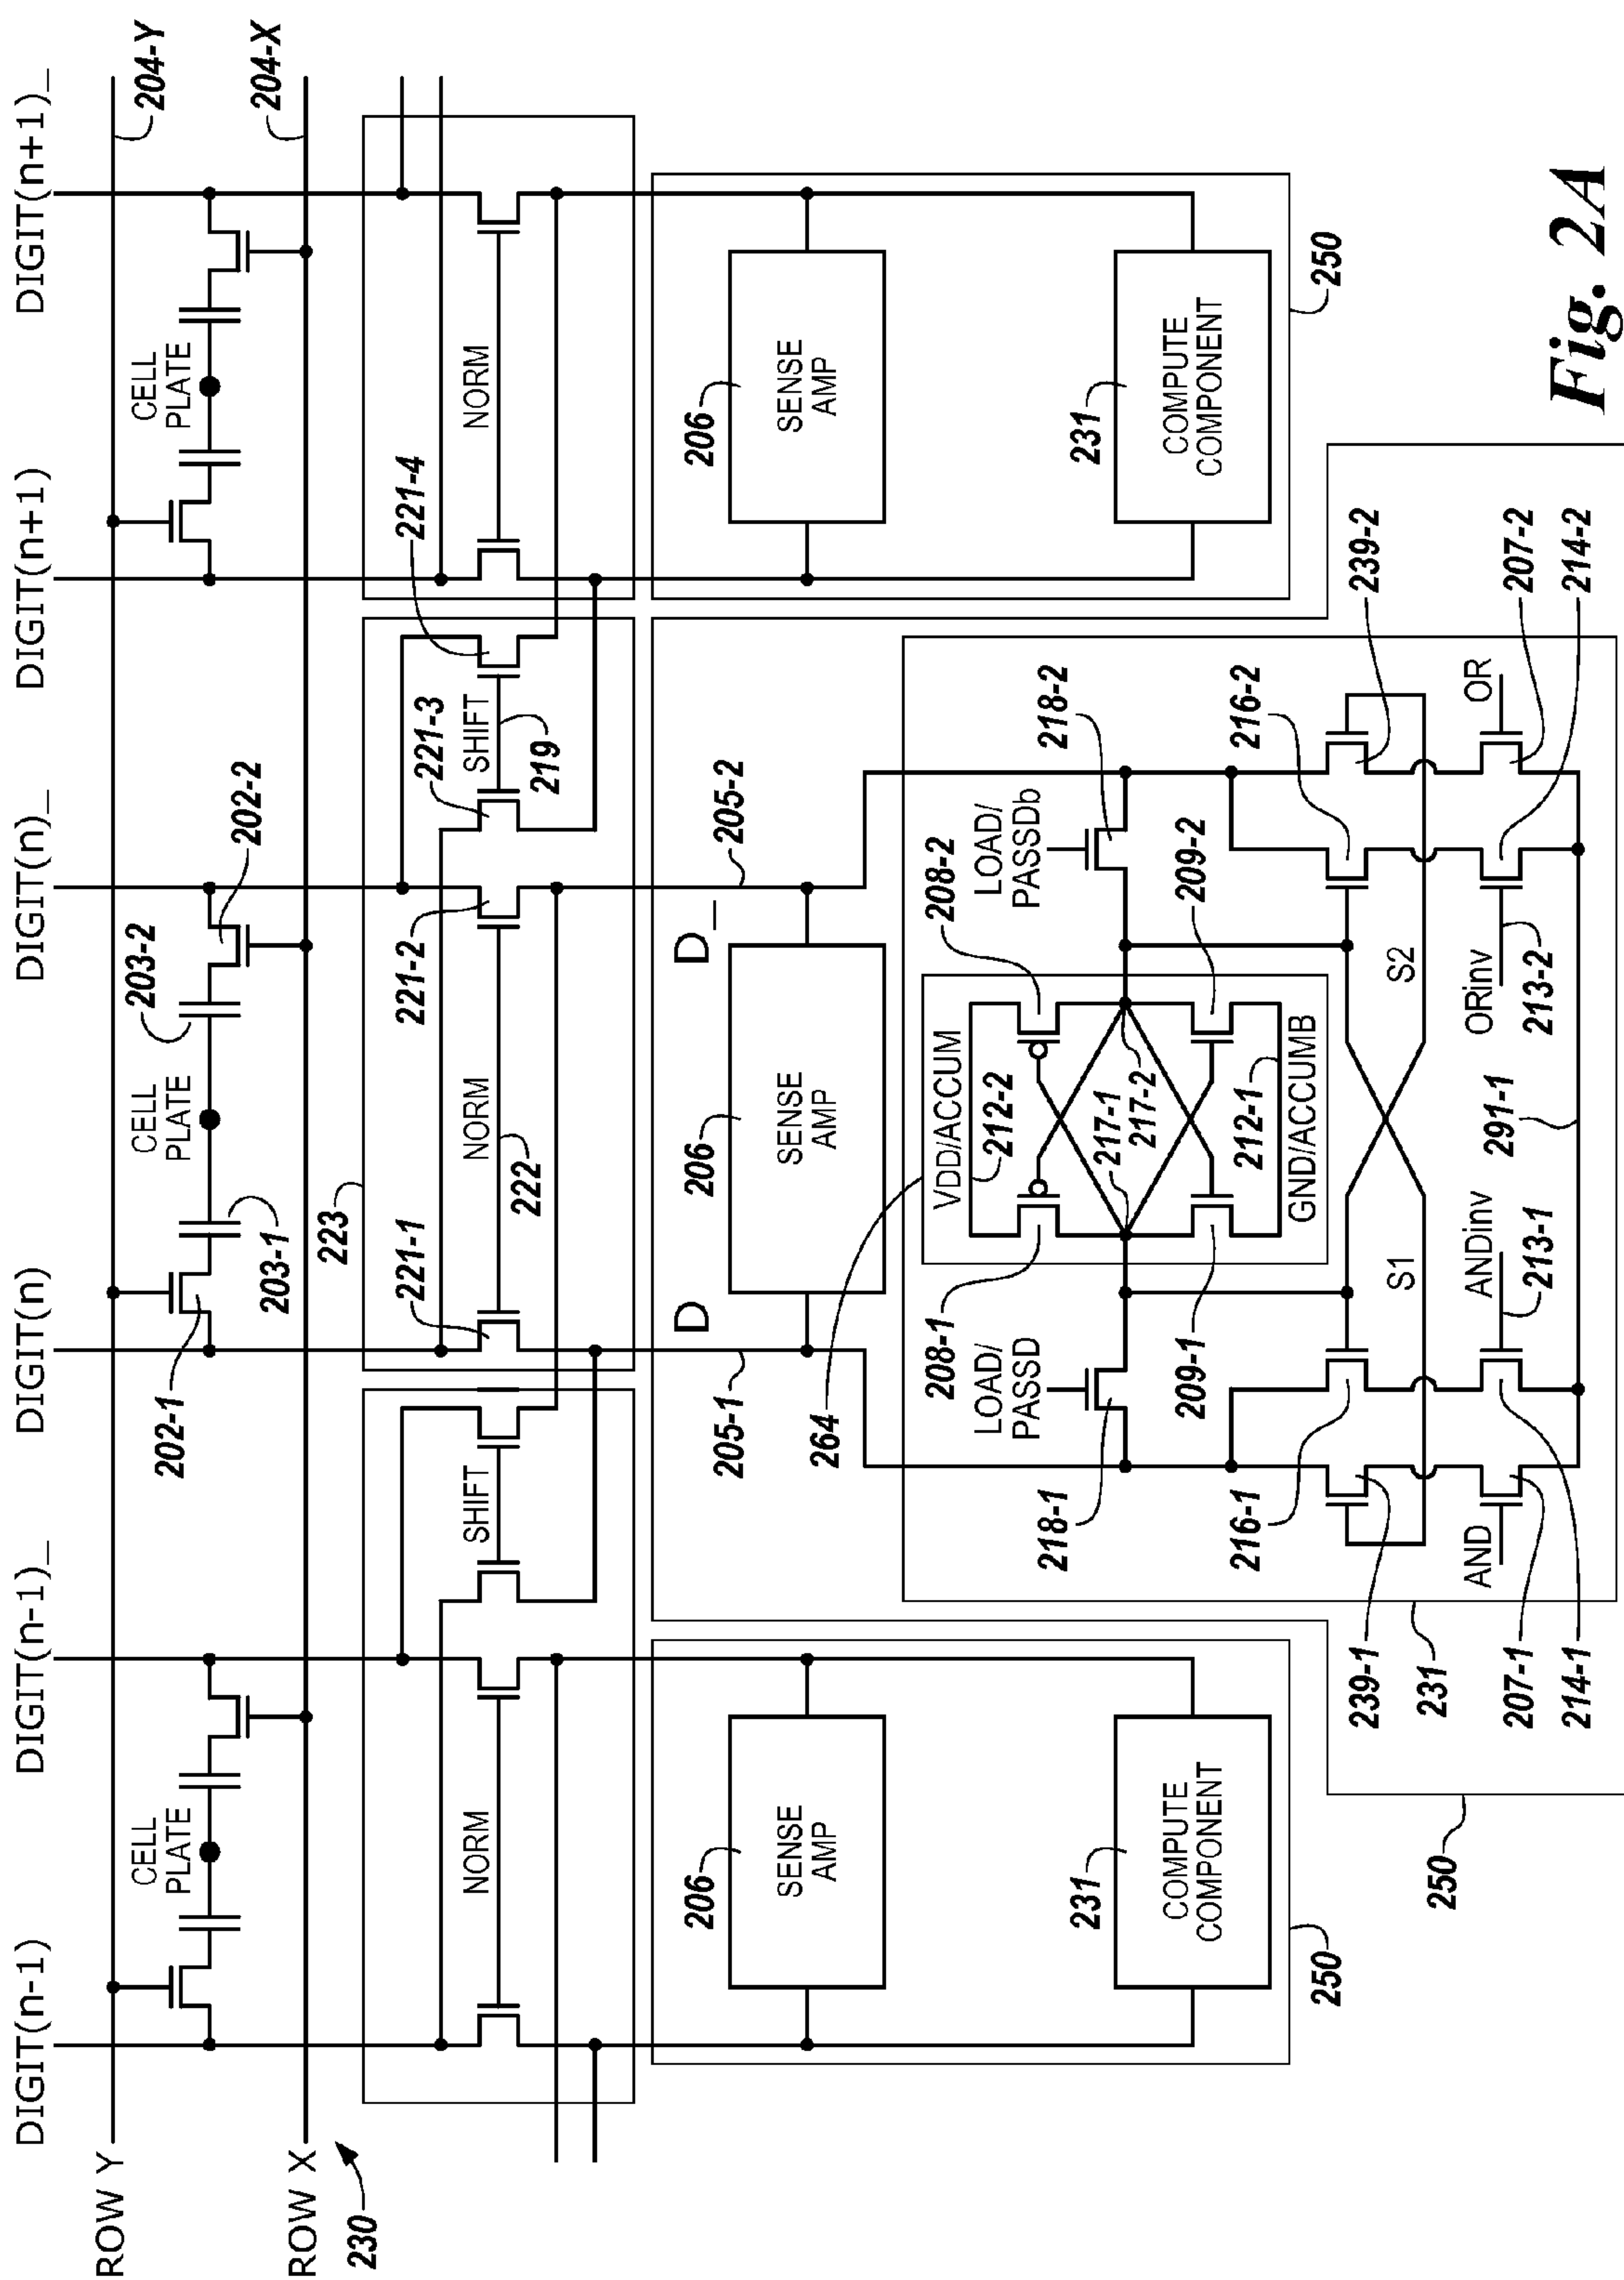 DIGIT(n-1)
DIGIT(n-1)_
DIGIT(n)
DIGIT(n)_
DIGIT(n+1)
DIGIT(n+1)_
ROW Y
204-Y
CELL
PLATE
202-1
203-1
CELL
PLATE
203-2
202-2
CELL
PLATE
ROW X
204-X
230
223
NORM
SHIFT
221-1
NORM
222
221-2
221-3
SHIFT
219
221-4
NORM
205-1
D
D_
205-2
206
SENSE
AMP
206
SENSE
AMP
206
SENSE
AMP
264
VDD/ACCUM
212-2
208-1
208-2
LOAD/
PASSD
LOAD/
PASSDb
218-1
218-2
217-1
217-2
209-1
209-2
212-1
GND/ACCUMB
231
COMPUTE
COMPONENT
231
COMPUTE
COMPONENT
250
250
216-1
216-2
239-1
239-2
S1
S2
231
AND
ANDinv
213-1
291-1
ORinv
213-2
OR
207-1
207-2
214-1
214-2
250
Fig. 2A